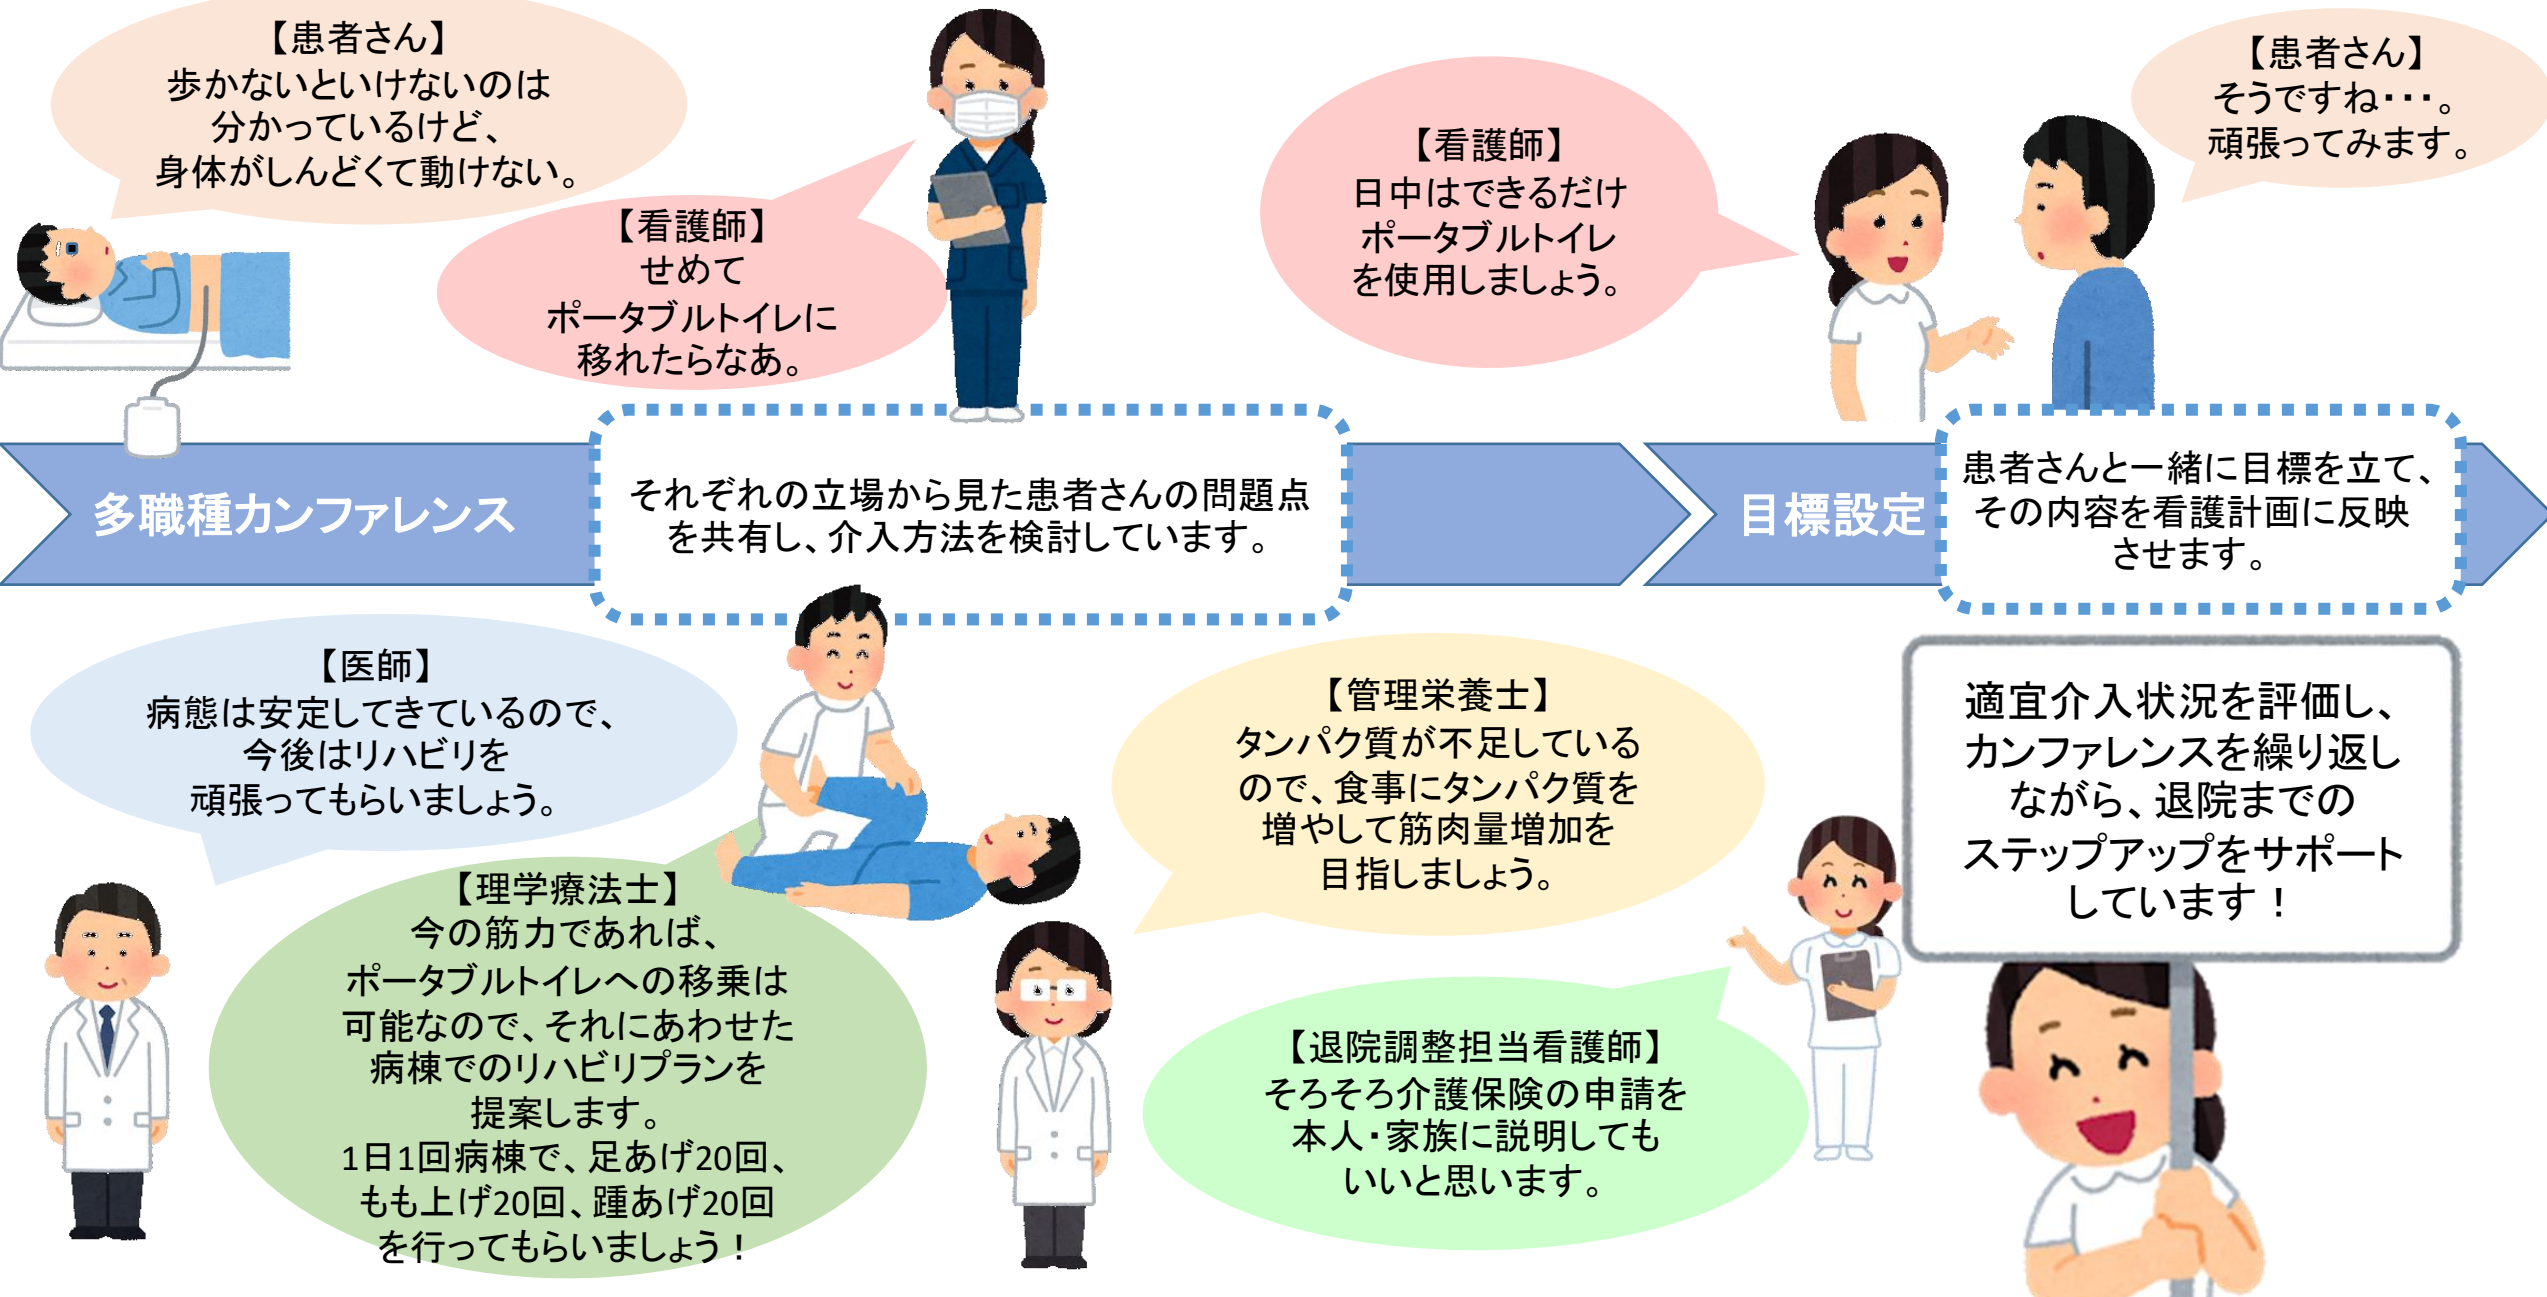 【患者さん】
歩かないといけないのは
分かっているけど、
身体がしんどくて動けない。
【看護師】
せめて
ポータブルトイレに
移れたらなあ。
【看護師】
日中はできるだけ
ポータブルトイレ
を使用しましょう。
【患者さん】
そうですね・・・。
頑張ってみます。
多職種カンファレンス
それぞれの立場から見た患者さんの問題点
を共有し、介入方法を検討しています。
目標設定
患者さんと一緒に目標を立て、
その内容を看護計画に反映
させます。
【医師】
病態は安定してきているので、
今後はリハビリを
頑張ってもらいましょう。
【理学療法士】
今の筋力であれば、
ポータブルトイレへの移乗は
可能なので、それにあわせた
病棟でのリハビリプランを
提案します。
1日1回病棟で、足あげ20回、
もも上げ20回、踵あげ20回
を行ってもらいましょう！
【管理栄養士】
タンパク質が不足している
ので、食事にタンパク質を
増やして筋肉量増加を
目指しましょう。
【退院調整担当看護師】
そろそろ介護保険の申請を
本人・家族に説明しても
いいと思います。
適宜介入状況を評価し、
カンファレンスを繰り返し
ながら、退院までの
ステップアップをサポート
しています！